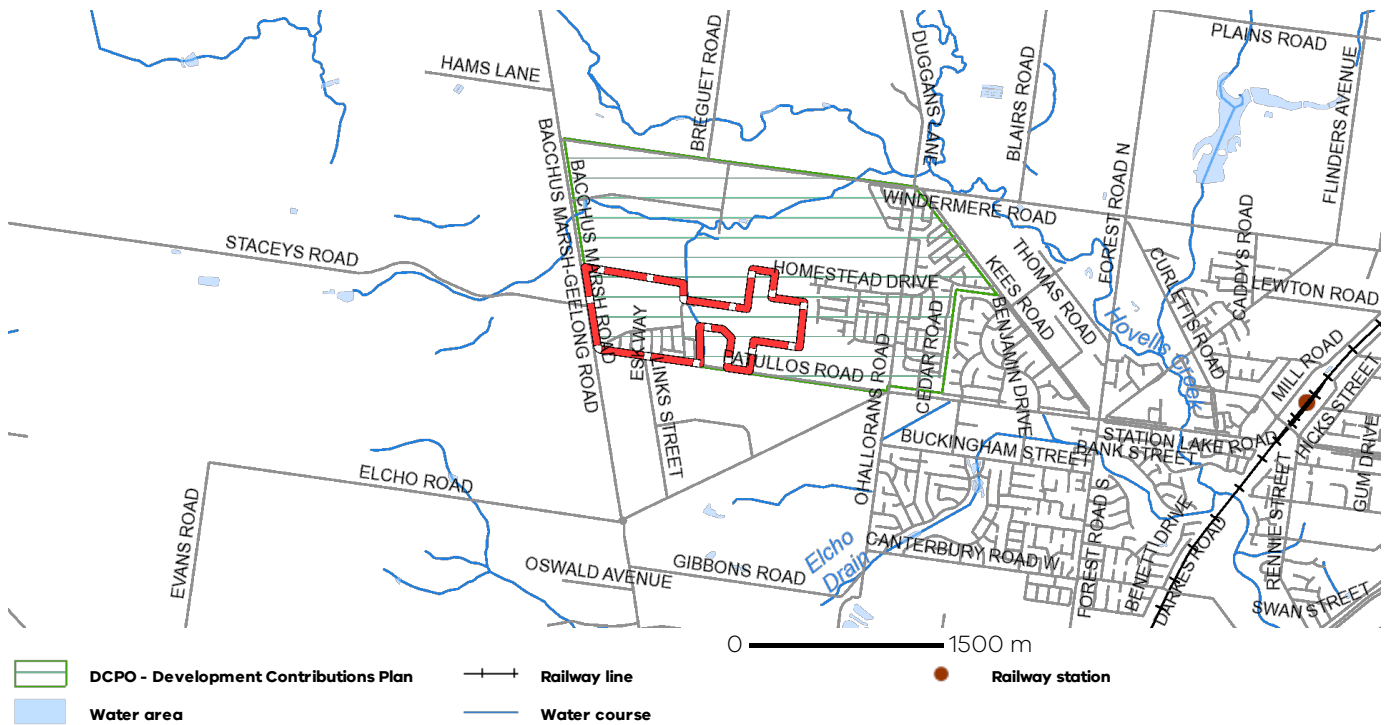 PLAINS ROAD
DUGGANS LANE
BREGUET ROAD
BLAIRS ROAD
FLINDERS AVENUE
HAMS LANE
BACCHUS MARSH-GEELONG ROAD
BACCHUS MARSH ROAD
FOREST ROAD N
WINDERMERE ROAD
CADDYS ROAD
STACEYS ROAD
HOMESTEAD DRIVE
THOMAS ROAD
KEES ROAD
CURLETTS ROAD
LEWTON ROAD
Hovells Creek
ESK WAY
LINKS STREET
ATULLOS ROAD
CEDAR ROAD
BENJAMIN DRIVE
MILL ROAD
HICKS STREET
OHALLORANS ROAD
BUCKINGHAM STREET
BANK STREET
STATION LAKE ROAD
GUM DRIVE
ELCHO ROAD
EVANS ROAD
RENNIE STREET
FOREST ROAD S
BENETTI DRIVE
CANTERBURY ROAD W
Elcho
Drain
GIBBONS ROAD
OSWALD AVENUE
SWAN STREET
0 1500 m
DCPO - Development Contributions Plan
Railway line
Railway station
Water area
Water course